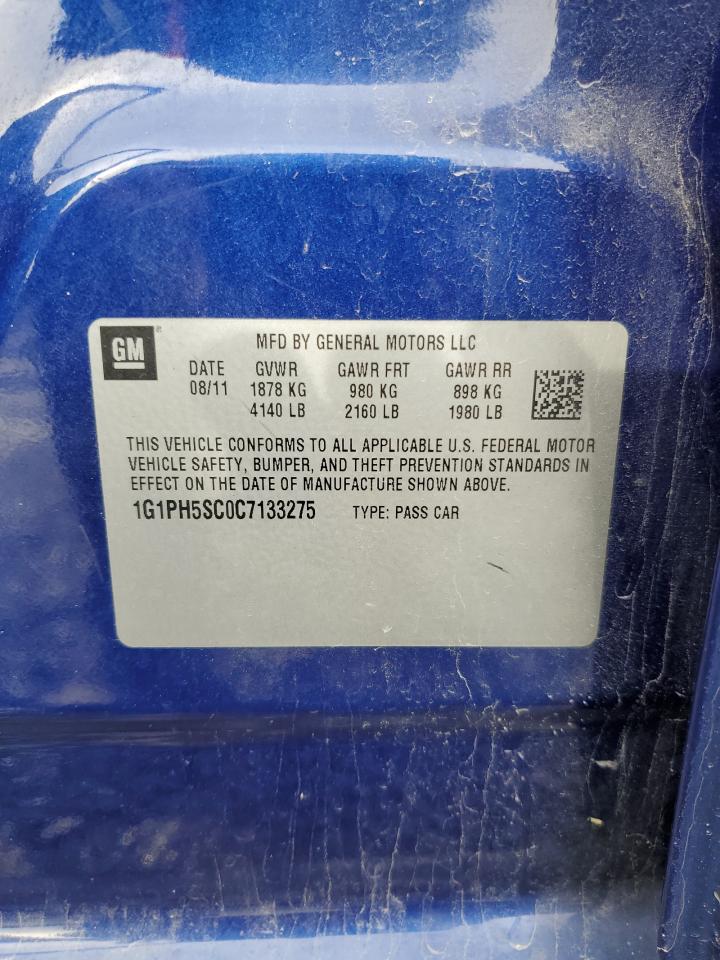 GM
MFD BY GENERAL MOTORS LLC
DATE GVWR GAWR FRT GAWR RR
08/11 1878 KG 980 KG 898 KG
4140 LB 2160 LB 1980 LB
THIS VEHICLE CONFORMS TO ALL APPLICABLE U.S. FEDERAL MOTOR
VEHICLE SAFETY, BUMPER, AND THEFT PREVENTION STANDARDS IN
EFFECT ON THE DATE OF MANUFACTURE SHOWN ABOVE.
1G1PH5SC0C7133275 TYPE: PASS CAR